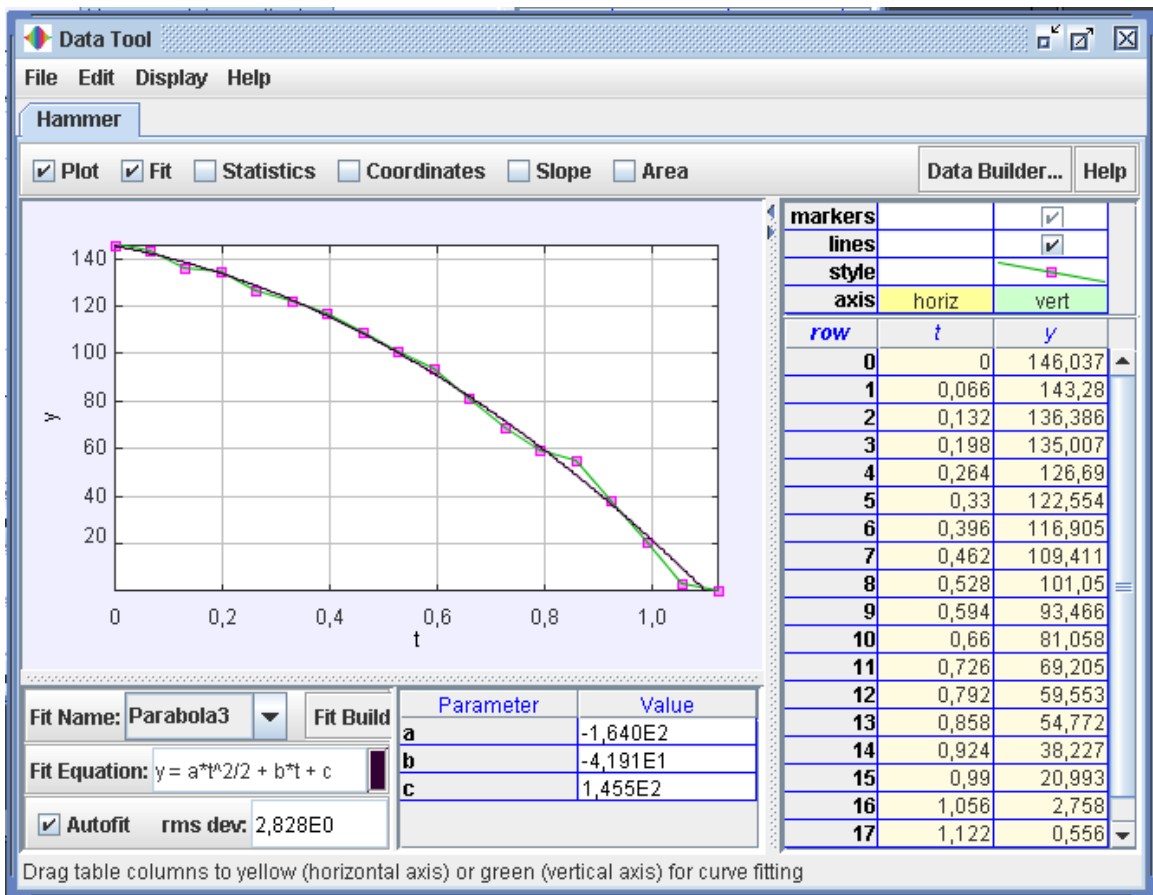 Data Tool
File Edit Display Help
Hammer
Plot Fit Statistics Coordinates Slope Area Data Builder... Help
markers
lines
style
axis horiz vert
row t y
0 0 146,037
1 0,066 143,28
2 0,132 136,386
3 0,198 135,007
4 0,264 126,69
5 0,33 122,554
6 0,396 116,905
7 0,462 109,411
8 0,528 101,05
9 0,594 93,466
10 0,66 81,058
11 0,726 69,205
12 0,792 59,553
13 0,858 54,772
14 0,924 38,227
15 0,99 20,993
16 1,056 2,758
17 1,122 0,556
140
120
100
80
60
40
20
y
0 0,2 0,4 0,6 0,8 1,0
t
Fit Name: Parabola3 Fit Build
Fit Equation: y = a*t^2/2 + b*t + c
Autofit rms dev: 2,828E0
Parameter Value
a -1,640E2
b -4,191E1
c 1,455E2
Drag table columns to yellow (horizontal axis) or green (vertical axis) for curve fitting